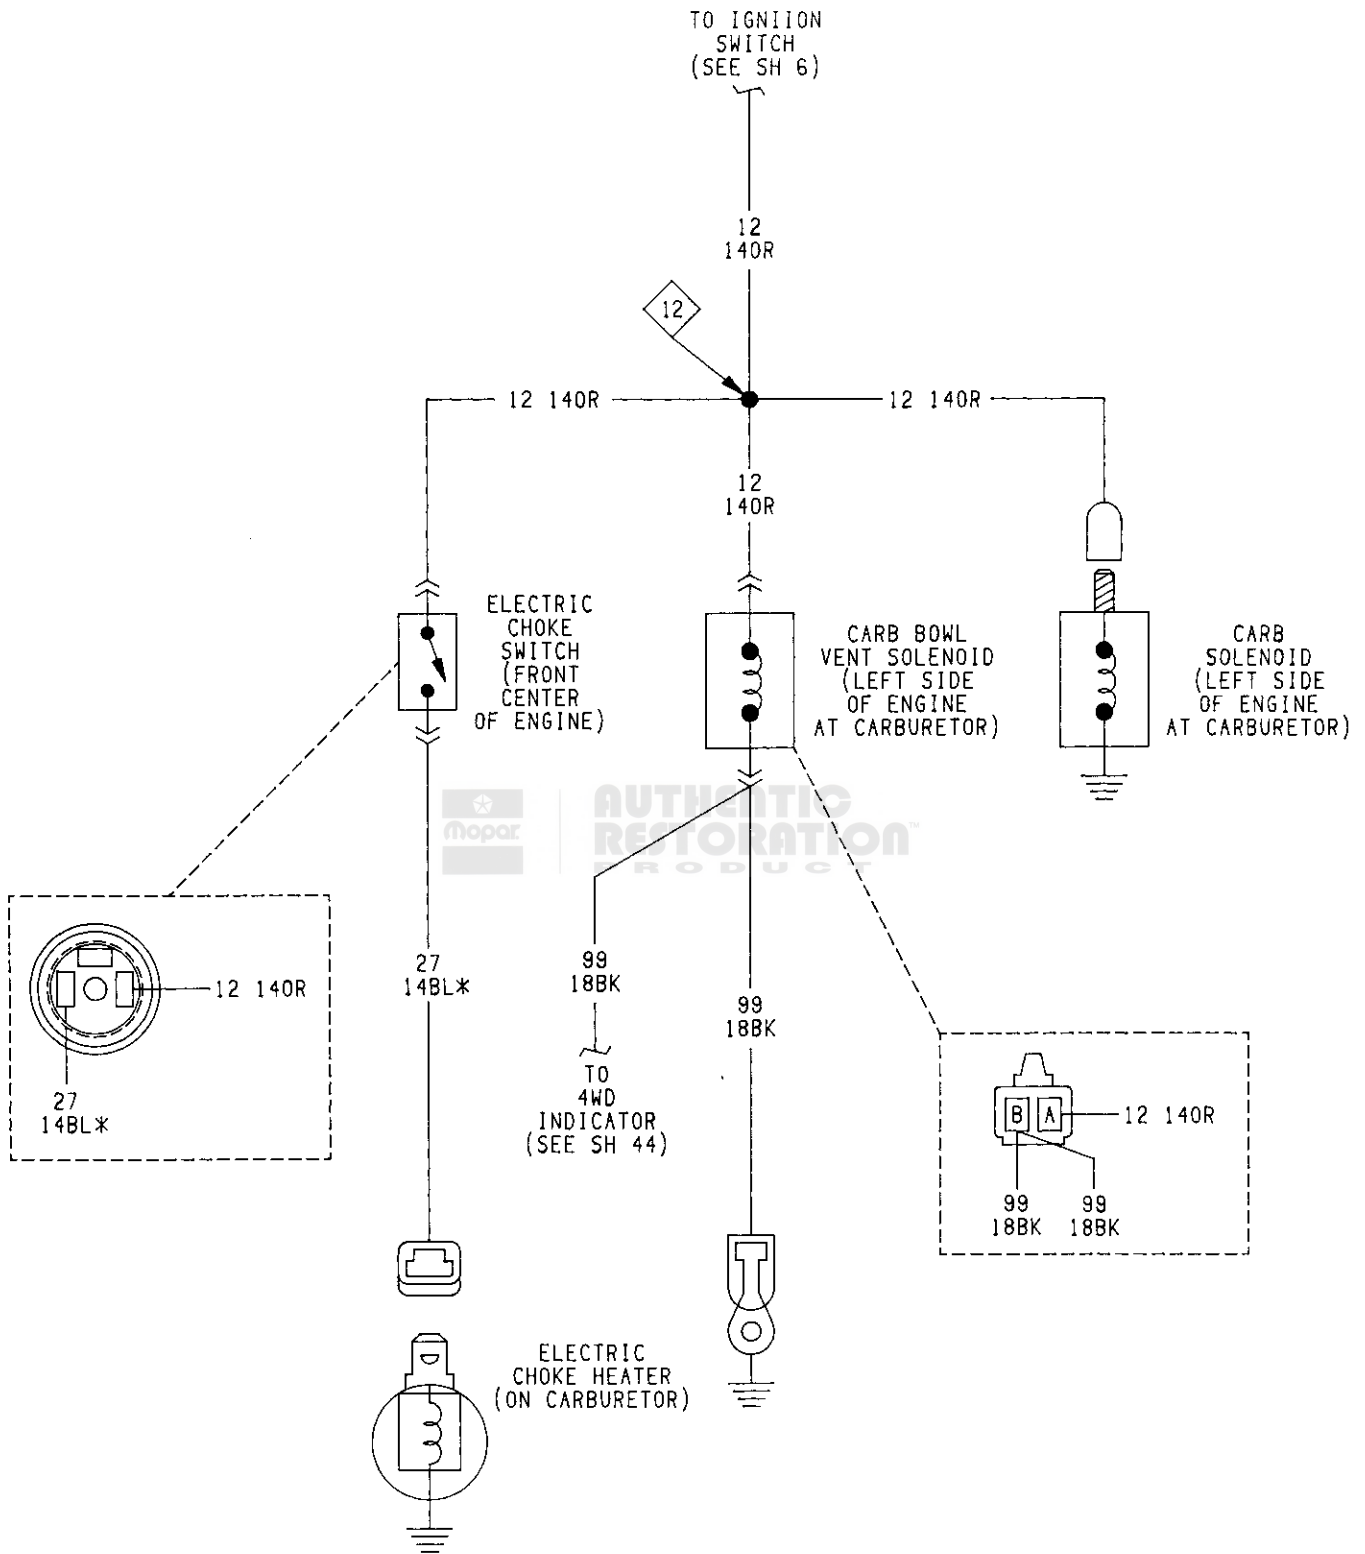 TO IGNIION
SWITCH
(SEE SH 6)
12
140R
12
12 140R
12 140R
12
140R
ELECTRIC
CHOKE
SWITCH
(FRONT
CENTER
OF ENGINE)
CARB BOWL
VENT SOLENOID
(LEFT SIDE
OF ENGINE
AT CARBURETOR)
CARB
SOLENOID
(LEFT SIDE
OF ENGINE
AT CARBURETOR)
Mopar.
AUTHENTIC
RESTORATION™
PRODUCT
27
14BL*
99
18BK
99
18BK
12 140R
27
14BL*
TO
4WD
INDICATOR
(SEE SH 44)
B A
12 140R
99
18BK
99
18BK
ELECTRIC
CHOKE HEATER
(ON CARBURETOR)